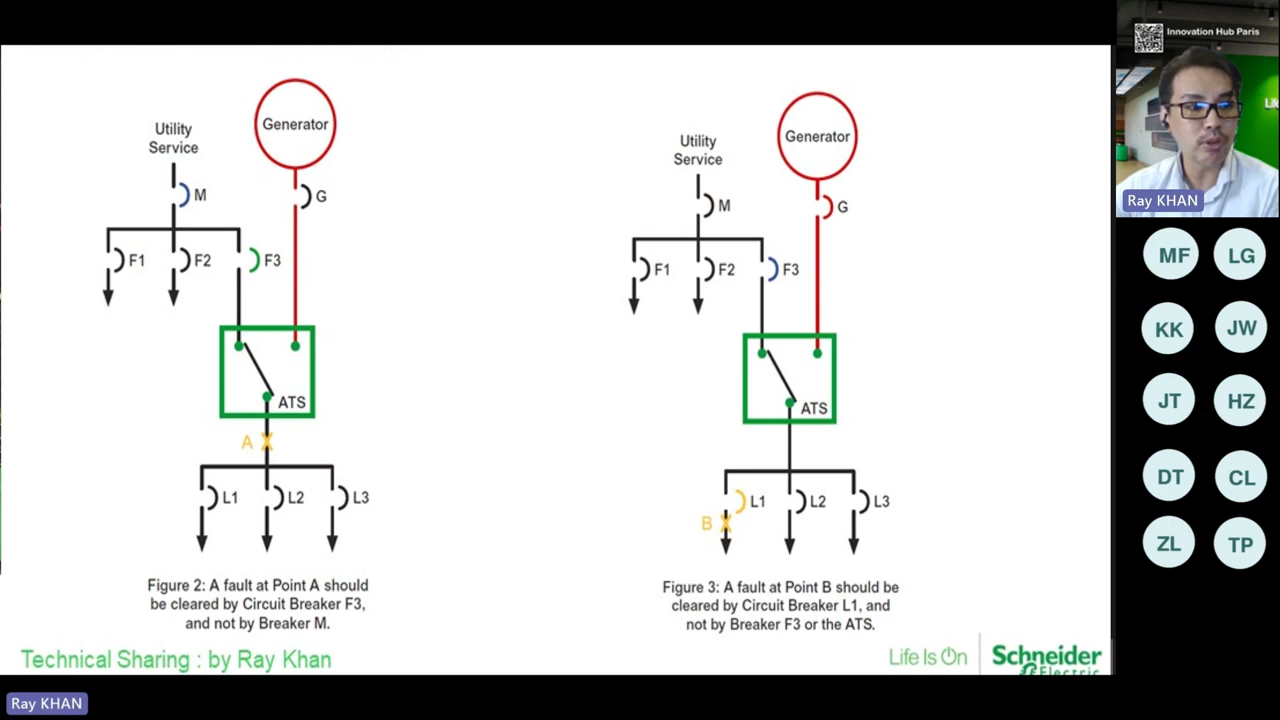 Utility
Service
Generator
M
G
F1
F2
F3
ATS
A
L1
L2
L3
Figure 2: A fault at Point A should
be cleared by Circuit Breaker F3,
and not by Breaker M.
Utility
Service
Generator
M
G
F1
F2
F3
ATS
L1
L2
L3
B
Figure 3: A fault at Point B should be
cleared by Circuit Breaker L1, and
not by Breaker F3 or the ATS.
Technical Sharing : by Ray Khan
Life Is On
Schneider
Electric
Ray KHAN
Innovation Hub Paris
Ray KHAN
MF
LG
KK
JW
JT
HZ
DT
CL
ZL
TP